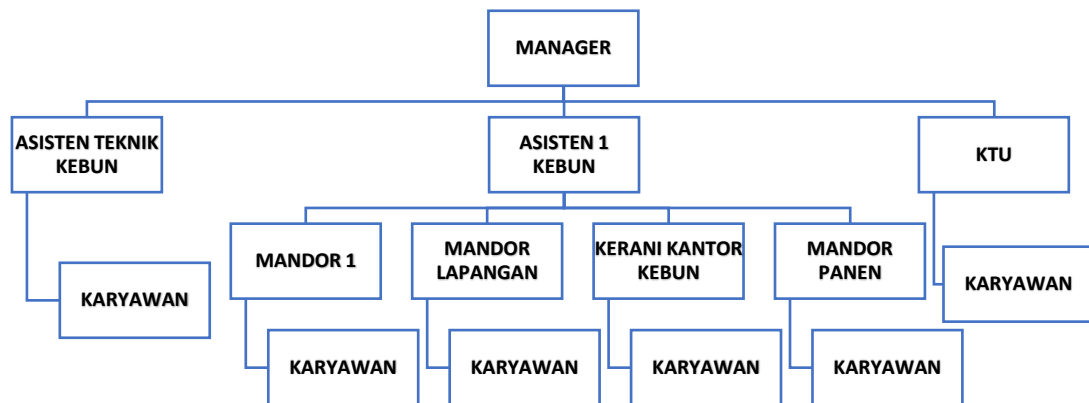 MANAGER
ASISTEN TEKNIK
KEBUN
ASISTEN 1
KEBUN
KTU
MANDOR 1
MANDOR
LAPANGAN
KERANI KANTOR
KEBUN
MANDOR
PANEN
KARYAWAN
KARYAWAN
KARYAWAN
KARYAWAN
KARYAWAN
KARYAWAN